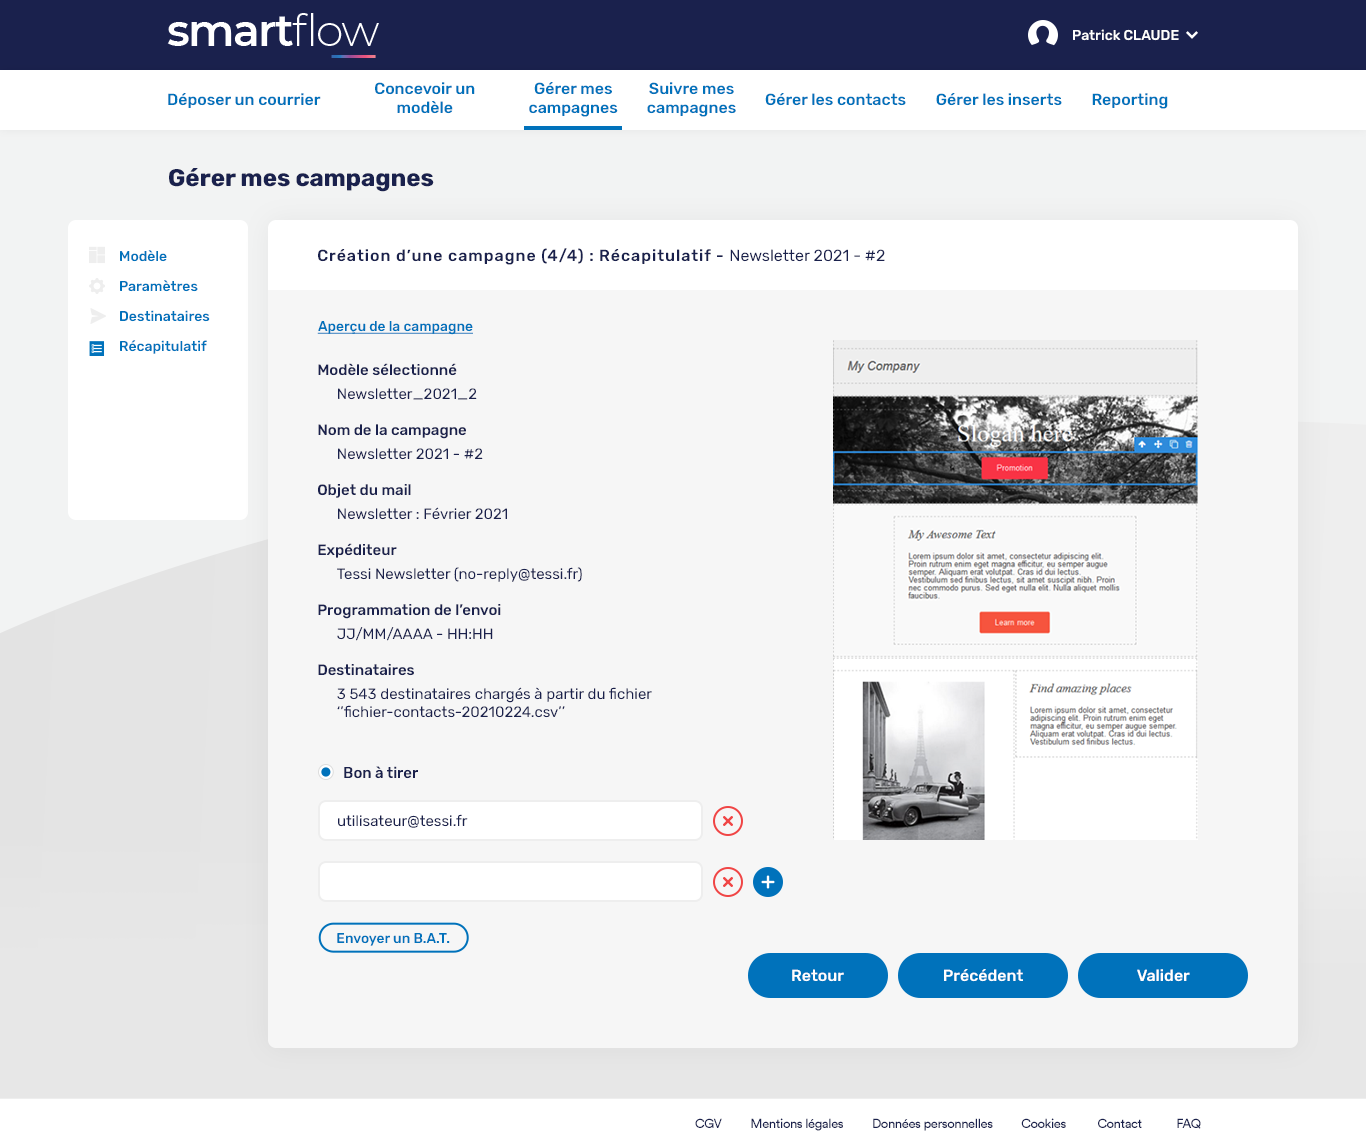 smartflow
Patrick CLAUDE
Déposer un courrier
Concevoir un
modèle
Gérer mes
campagnes
Suivre mes
campagnes
Gérer les contacts
Gérer les inserts
Reporting
Gérer mes campagnes
Modèle
Paramètres
Destinataires
Récapitulatif
Création d’une campagne (4/4) : Récapitulatif - Newsletter 2021 - #2
Aperçu de la campagne
Modèle sélectionné
Newsletter_2021_2
Nom de la campagne
Newsletter 2021 - #2
Objet du mail
Newsletter : Février 2021
Expéditeur
Tessi Newsletter (no-reply@tessi.fr)
Programmation de l’envoi
JJ/MM/AAAA - HH:HH
Destinataires
3 543 destinataires chargés à partir du fichier
‘‘fichier-contacts-20210224.csv’’
Bon à tirer
utilisateur@tessi.fr
Envoyer un B.A.T.
My Company
Slogan here
Promotion
My Awesome Text
Lorem ipsum dolor sit amet, consectetur adipiscing elit.
Proin rutrum enim eget magna efficitur, eu semper augue
semper. Aliquam erat volutpat. Cras id dui lectus.
Vestibulum sed finibus lectus, sit amet suscipit nibh. Proin
nec commodo purus. Sed eget nulla elit. Nulla aliquet mollis
faucibus.
Learn more
Find amazing places
Lorem ipsum dolor sit amet, consectetur
adipiscing elit. Proin rutrum enim eget
magna efficitur, eu semper augue semper.
Aliquam erat volutpat. Cras id dui lectus.
Vestibulum sed finibus lectus.
Retour
Précédent
Valider
CGV
Mentions légales
Données personnelles
Cookies
Contact
FAQ